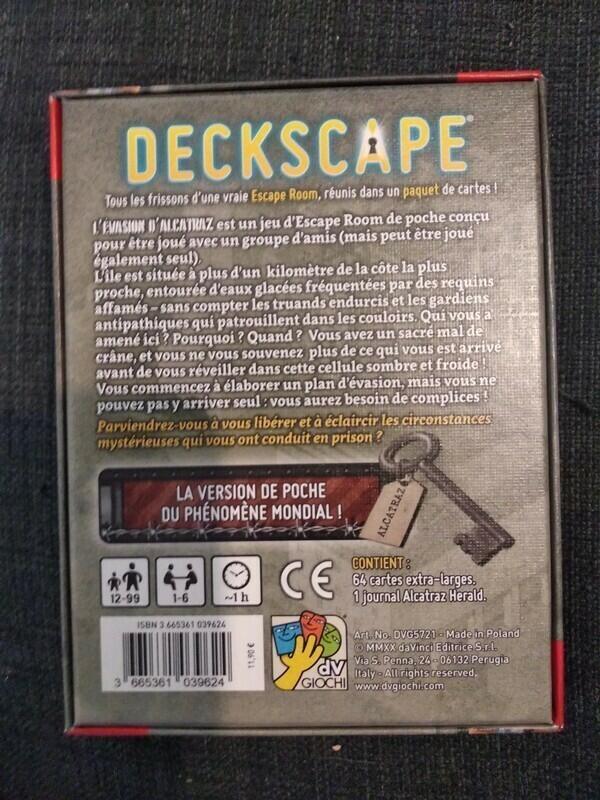 DECKSCAPE®
Tous les frissons d'une vraie Escape Room, réunis dans un paquet de cartes !
L'ÉVASION D'ALCATRAZ est un jeu d'Escape Room de poche conçu
pour être joué avec un groupe d'amis (mais peut être joué
également seul).
L'île est située à plus d'un kilomètre de la côte la plus
proche, entourée d'eaux glacées fréquentées par des requins
affamés – sans compter les truands endurcis et les gardiens
antipathiques qui patrouillent dans les couloirs. Qui vous a
amené ici ? Pourquoi ? Quand ? Vous avez un sacré mal de
crâne, et vous ne vous souvenez plus de ce qui vous est arrivé
avant de vous réveiller dans cette cellule sombre et froide !
Vous commencez à élaborer un plan d'évasion, mais vous ne
pouvez pas y arriver seul : vous aurez besoin de complices !
Parviendrez-vous à vous libérer et à éclaircir les circonstances
mystérieuses qui vous ont conduit en prison ?
LA VERSION DE POCHE
DU PHÉNOMÈNE MONDIAL !
ALCATRAZ
12-99
1-6
~1 h
CE
CONTIENT :
64 cartes extra-larges.
1 journal Alcatraz Herald.
ISBN 3 665361 039624
3 665361 039624
11,90 €
dV
GIOCHI
Art. No. DVG5721 - Made in Poland
© MMXX daVinci Editrice S.r.l.
Via S. Penna, 24 - 06132 Perugia
Italy - All rights reserved.
www.dvgiochi.com